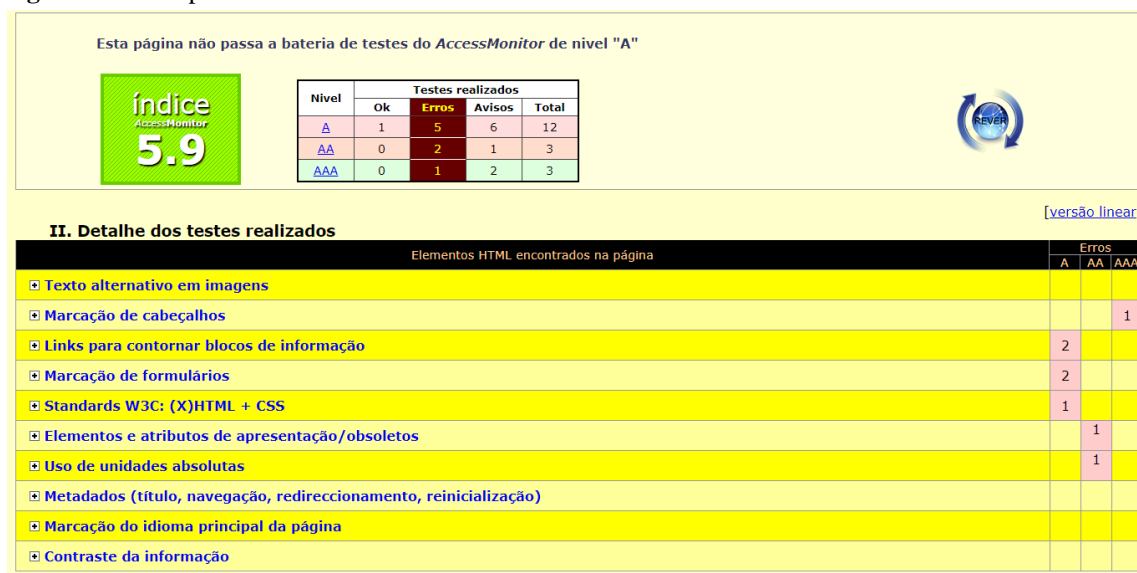 Esta página não passa a bateria de testes do AccessMonitor de nivel "A"
índice
AccessMonitor
5.9
Nivel Testes realizados
Ok Erros Avisos Total
A 1 5 6 12
AA 0 2 1 3
AAA 0 1 2 3
REVER
[versão linear
II. Detalhe dos testes realizados
Elementos HTML encontrados na página Erros
A AA AAA
Texto alternativo em imagens
Marcação de cabeçalhos 1
Links para contornar blocos de informação 2
Marcação de formulários 2
Standards W3C: (X)HTML + CSS 1
Elementos e atributos de apresentação/obsoletos 1
Uso de unidades absolutas 1
Metadados (título, navegação, redireccionamento, reinicialização)
Marcação do idioma principal da página
Contraste da informação